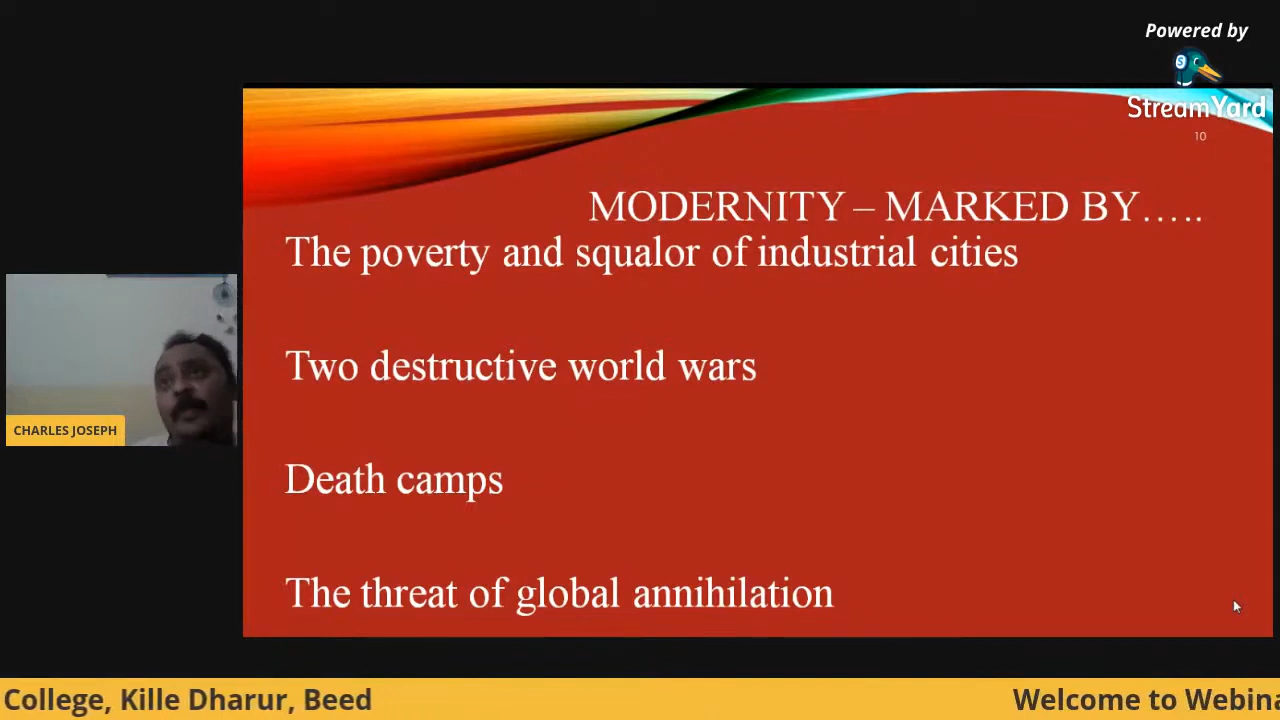 Powered by
StreamYard
10
MODERNITY – MARKED BY…..
The poverty and squalor of industrial cities
Two destructive world wars
CHARLES JOSEPH
Death camps
The threat of global annihilation
College, Kille Dharur, Beed
Welcome to Webina